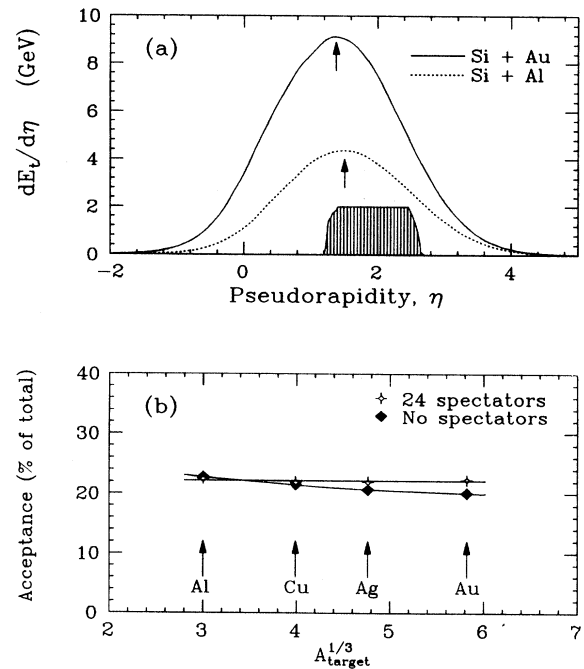 10
8
6
4
2
0
dE_t/dη (GeV)
(a)
Si + Au
Si + Al
−2 0 2 4
Pseudorapidity, η
40
30
20
10
0
Acceptance (% of total)
(b)
24 spectators
No spectators
Al Cu Ag Au
2 3 4 5 6 7
A_target^1/3